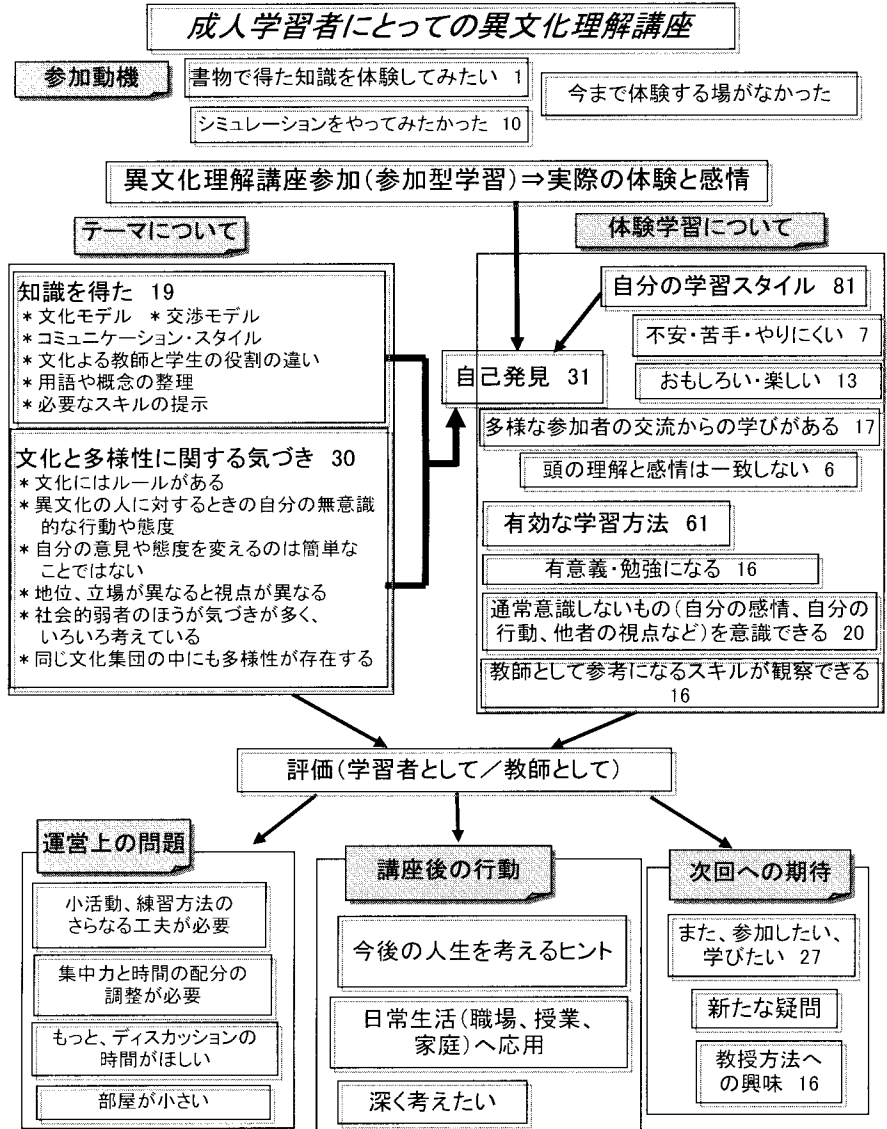 成人学習者にとっての異文化理解講座
参加動機
書物で得た知識を体験してみたい 1
今まで体験する場がなかった
シミュレーションをやってみたかった 10
異文化理解講座参加(参加型学習)⇒実際の体験と感情
テーマについて
知識を得た 19
* 文化モデル * 交渉モデル
* コミュニケーション・スタイル
* 文化よる教師と学生の役割の違い
* 用語や概念の整理
* 必要なスキルの提示
文化と多様性に関する気づき 30
* 文化にはルールがある
* 異文化の人に対するときの自分の無意識
的な行動や態度
* 自分の意見や態度を変えるのは簡単な
ことではない
* 地位、立場が異なると視点が異なる
* 社会的弱者のほうが気づきが多く、
いろいろ考えている
* 同じ文化集団の中にも多様性が存在する
体験学習について
自分の学習スタイル 81
不安・苦手・やりにくい 7
自己発見 31
おもしろい・楽しい 13
多様な参加者の交流からの学びがある 17
頭の理解と感情は一致しない 6
有効な学習方法 61
有意義・勉強になる 16
通常意識しないもの(自分の感情、自分の
行動、他者の視点など)を意識できる 20
教師として参考になるスキルが観察できる
16
評価(学習者として/教師として)
運営上の問題
小活動、練習方法の
さらなる工夫が必要
集中力と時間の配分の
調整が必要
もっと、ディスカッションの
時間がほしい
部屋が小さい
講座後の行動
今後の人生を考えるヒント
日常生活(職場、授業、
家庭)へ応用
深く考えたい
次回への期待
また、参加したい、
学びたい 27
新たな疑問
教授方法へ
の興味 16